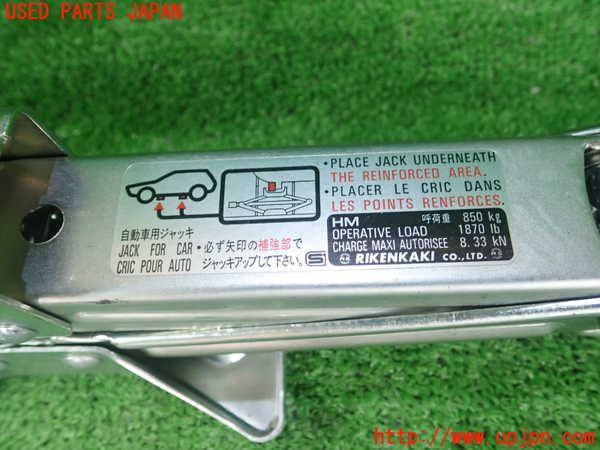 USED PARTS JAPAN
・PLACE JACK UNDERNEATH
THE REINFORCED AREA.
・PLACER LE CRIC DANS
LES POINTS RENFORCES.
自動車用ジャッキ
JACK FOR CAR
CRIC POUR AUTO
・必ず矢印の補強部で
ジャッキアップして下さい。
HM 呼荷重 850 kg
OPERATIVE LOAD 1870 lb
CHARGE MAXI AUTORISEE 8.33 kN
RIKENKAKI CO.,LTD.
http://www.upjpn.com/